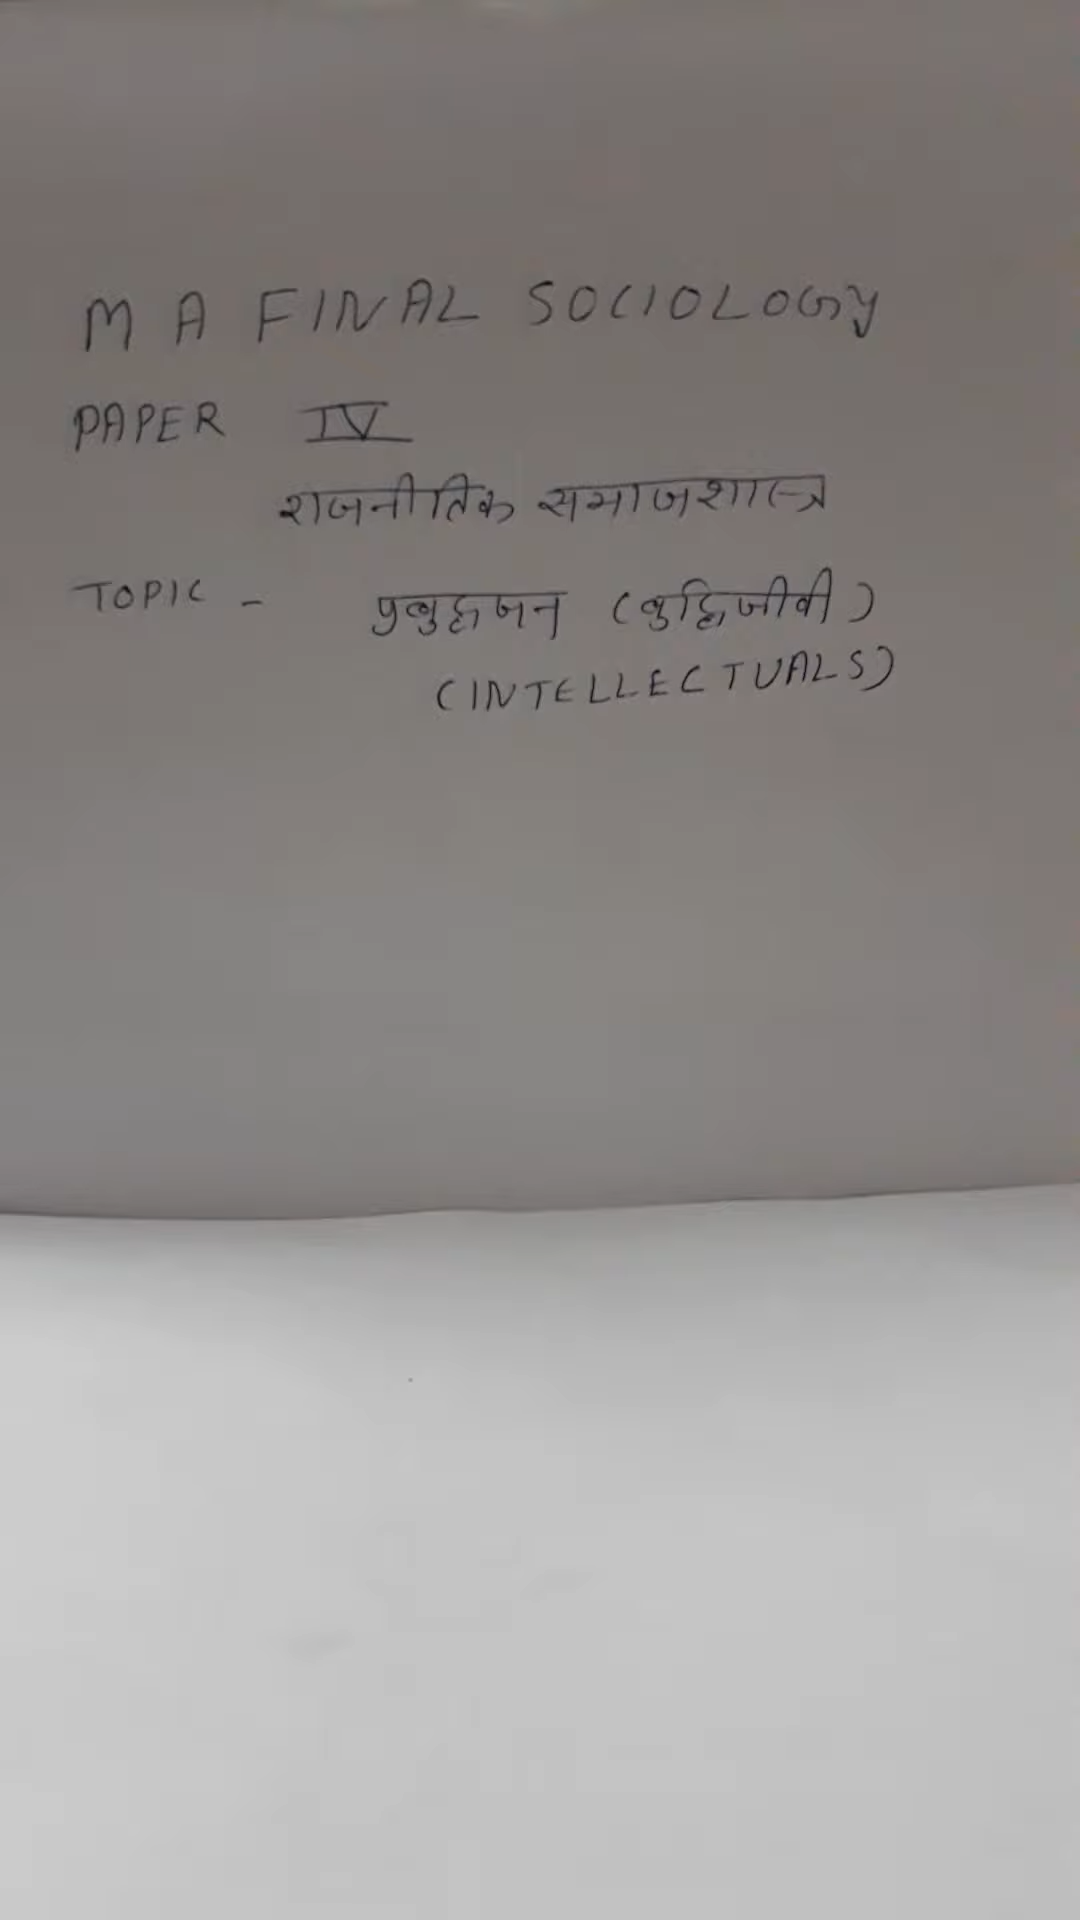 M A FINAL SOCIOLOGY
PAPER IV
राजनीतिक समाजशास्त्र
TOPIC - प्रबुद्धजन (बुद्धिजीवी)
(INTELLECTUALS)